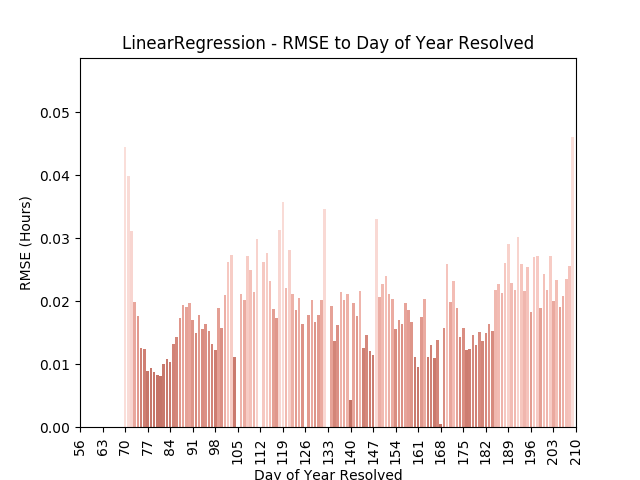 LinearRegression - RMSE to Day of Year Resolved
0.05
0.04
0.03
0.02
0.01
0.00
RMSE (Hours)
56 63 70 77 84 91 98 105 112 119 126 133 140 147 154 161 168 175 182 189 196 203 210
Day of Year Resolved